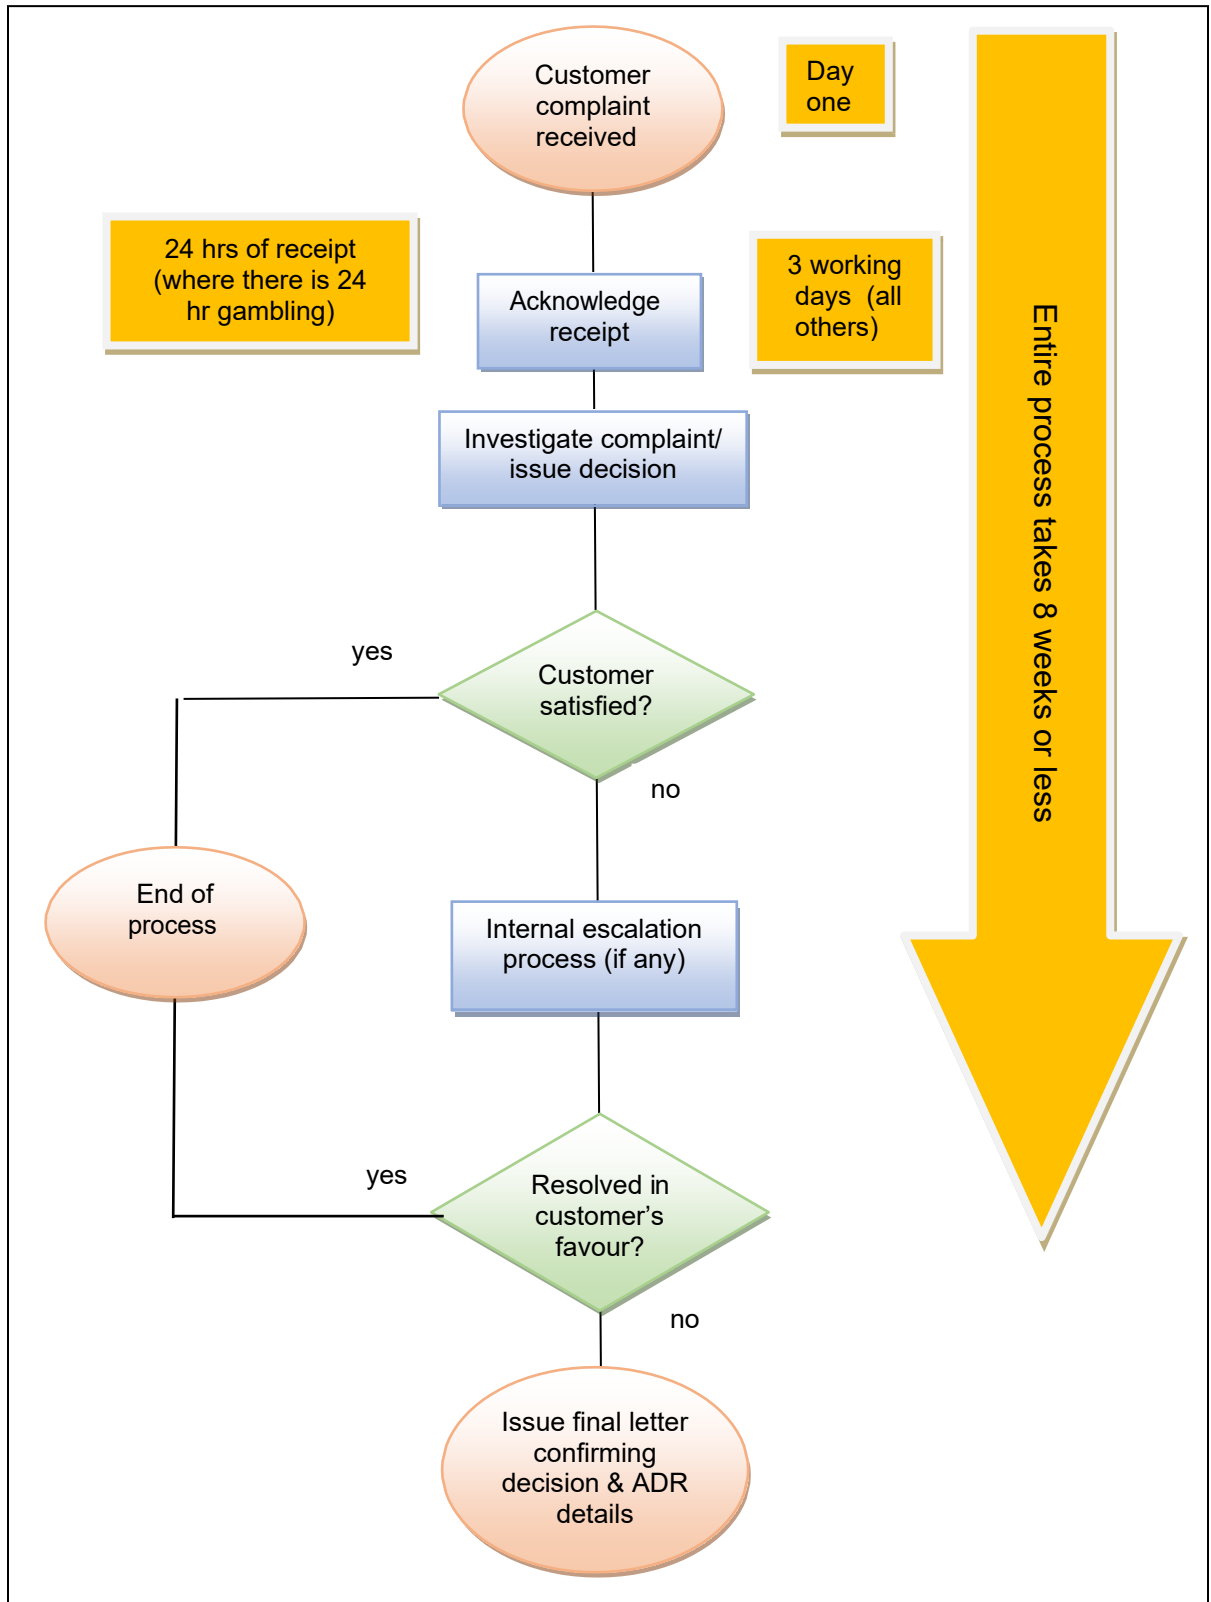 Customer
complaint
received
Day
one
24 hrs of receipt
(where there is 24
hr gambling)
Acknowledge
receipt
3 working
days (all
others)
Entire process takes 8 weeks or less
Investigate complaint/
issue decision
yes
Customer
satisfied?
no
End of
process
Internal escalation
process (if any)
yes
Resolved in
customer’s
favour?
no
Issue final letter
confirming
decision & ADR
details